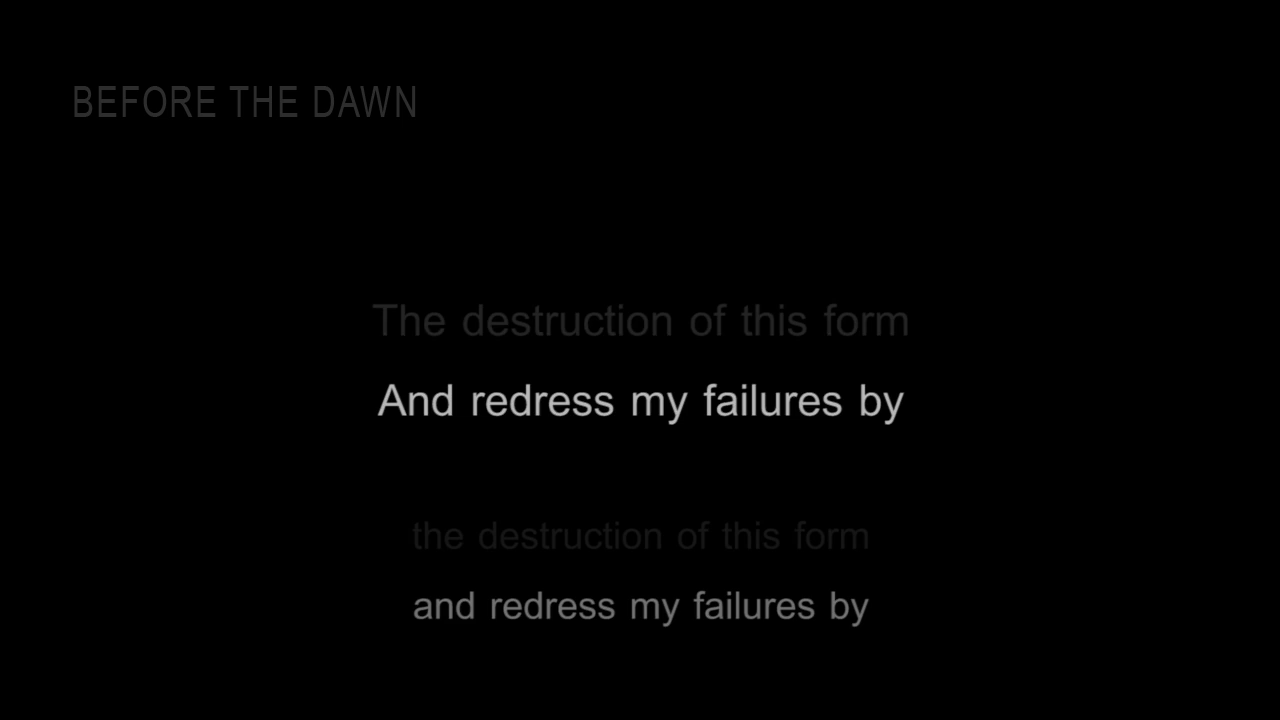 BEFORE THE DAWN
The destruction of this form
And redress my failures by
the destruction of this form
and redress my failures by